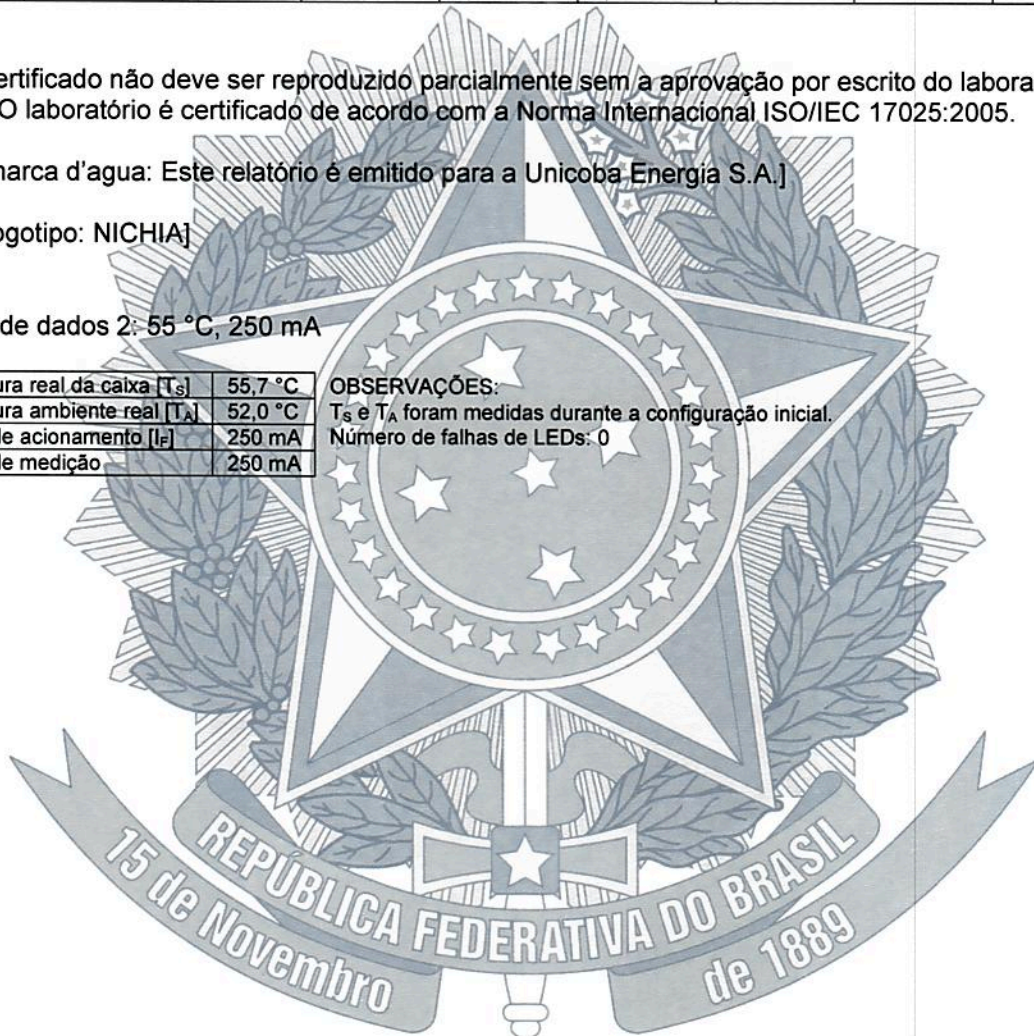 ertificado não deve ser reproduzido parcialmente sem a aprovação por escrito do labora
O laboratório é certificado de acordo com a Norma Internacional ISO/IEC 17025:2005.
narca d'agua: Este relatório é emitido para a Unicoba Energia S.A.]
ogotipo: NICHIA]
de dados 2: 55 °C, 250 mA
ura real da caixa [Ts] 55,7 °C OBSERVAÇÕES:
ura ambiente real [TA] 52,0 °C Ts e TA foram medidas durante a configuração inicial.
de acionamento [IF] 250 mA Número de falhas de LEDs: 0
de medição 250 mA
REPÚBLICA FEDERATIVA DO BRASIL
15 de Novembro de 1889